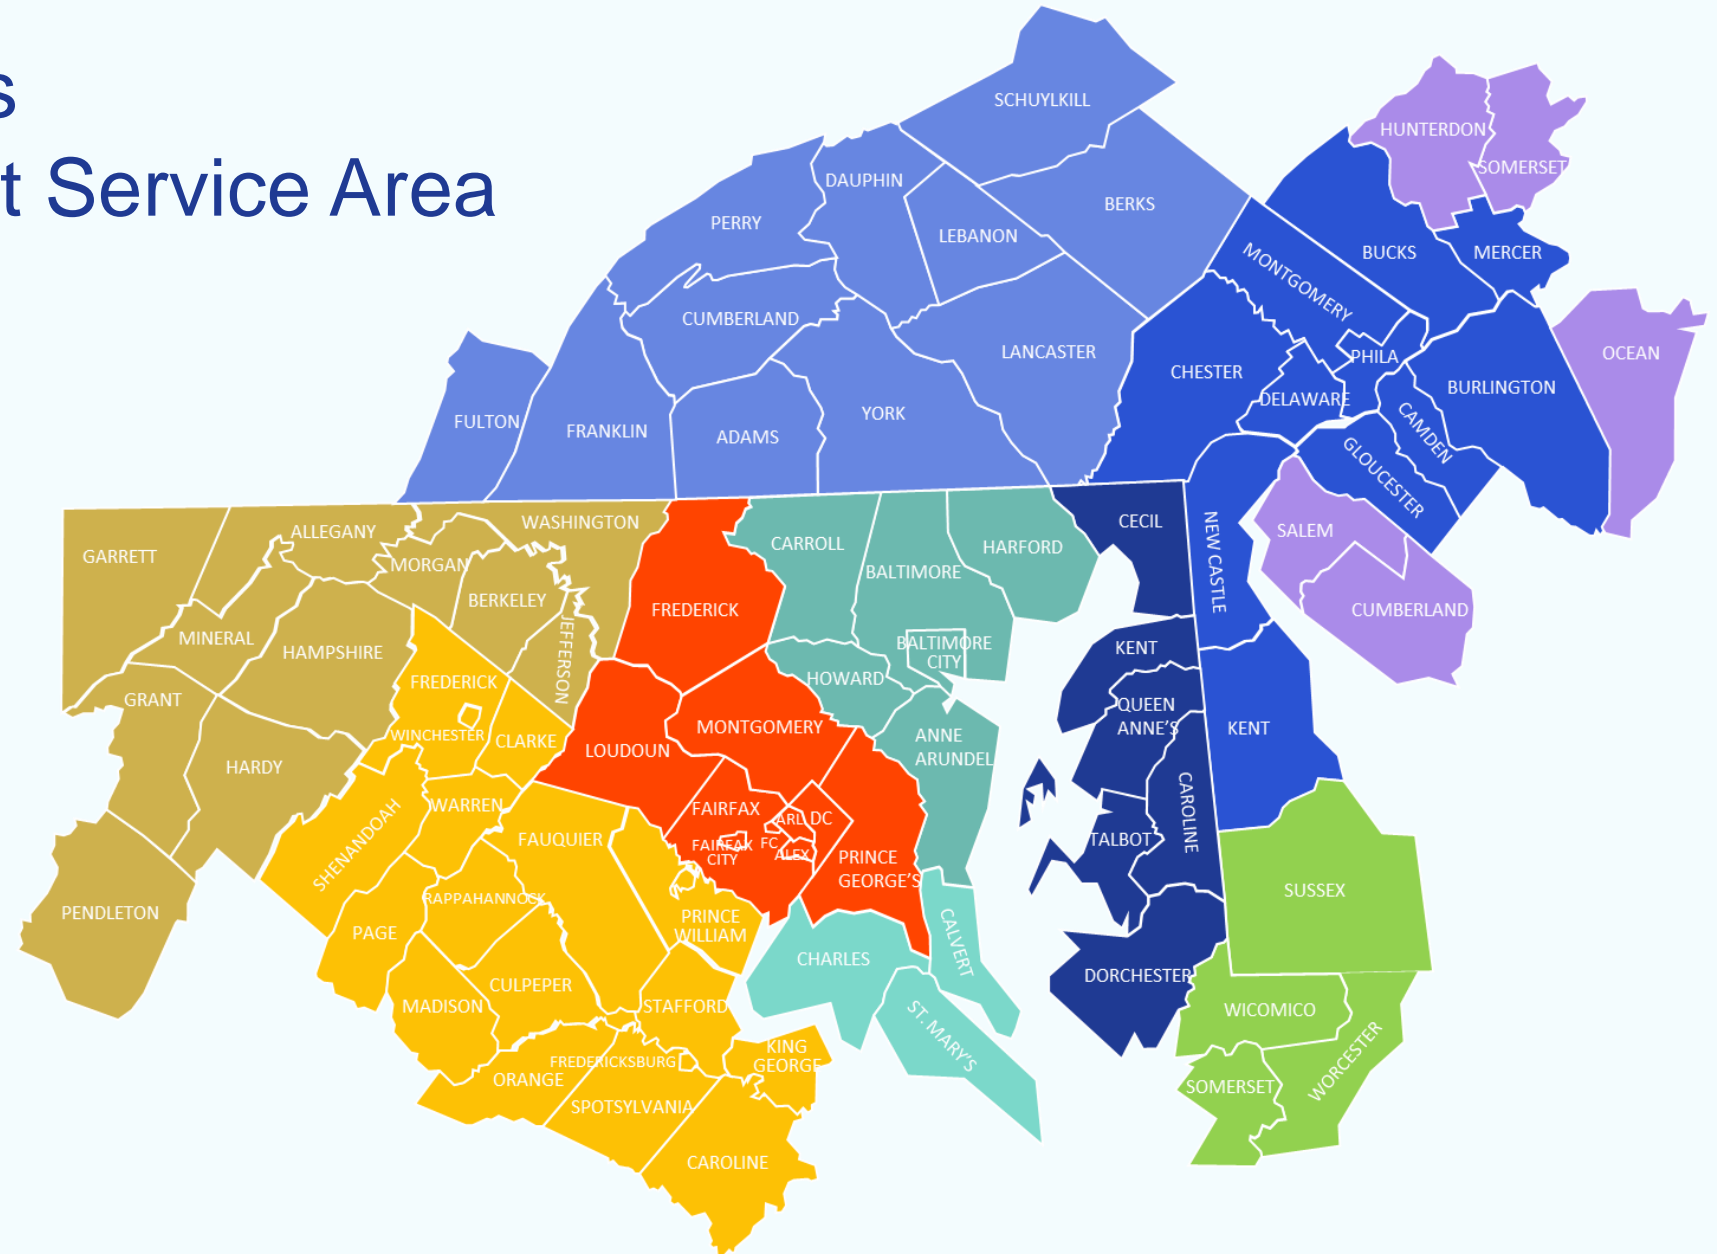 s
t Service Area
SCHUYLKILL
HUNTERDON
SOMERSET
DAUPHIN
PERRY
LEBANON
BERKS
BUCKS
MERCER
MONTGOMERY
CUMBERLAND
LANCASTER
PHILA
OCEAN
CHESTER
DELAWARE
BURLINGTON
CAMDEN
GLOUCESTER
FULTON
FRANKLIN
ADAMS
YORK
GARRETT
ALLEGANY
WASHINGTON
MORGAN
BERKELEY
JEFFERSON
MINERAL
HAMPSHIRE
GRANT
HARDY
PENDLETON
FREDERICK
CARROLL
BALTIMORE
HARFORD
BALTIMORE
CITY
HOWARD
ANNE
ARUNDEL
CECIL
NEW CASTLE
SALEM
CUMBERLAND
KENT
QUEEN
ANNE'S
KENT
CAROLINE
TALBOT
DORCHESTER
SUSSEX
WICOMICO
WORCESTER
SOMERSET
FREDERICK
WINCHESTER
CLARKE
LOUDOUN
MONTGOMERY
FAIRFAX
ARL
DC
FC
ALEX
FAIRFAX
CITY
PRINCE
GEORGE'S
SHENANDOAH
WARREN
FAUQUIER
RAPPAHANNOCK
PAGE
PRINCE
WILLIAM
CULPEPER
MADISON
STAFFORD
CHARLES
CALVERT
ST. MARY'S
KING
GEORGE
FREDERICKSBURG
ORANGE
SPOTSYLVANIA
CAROLINE